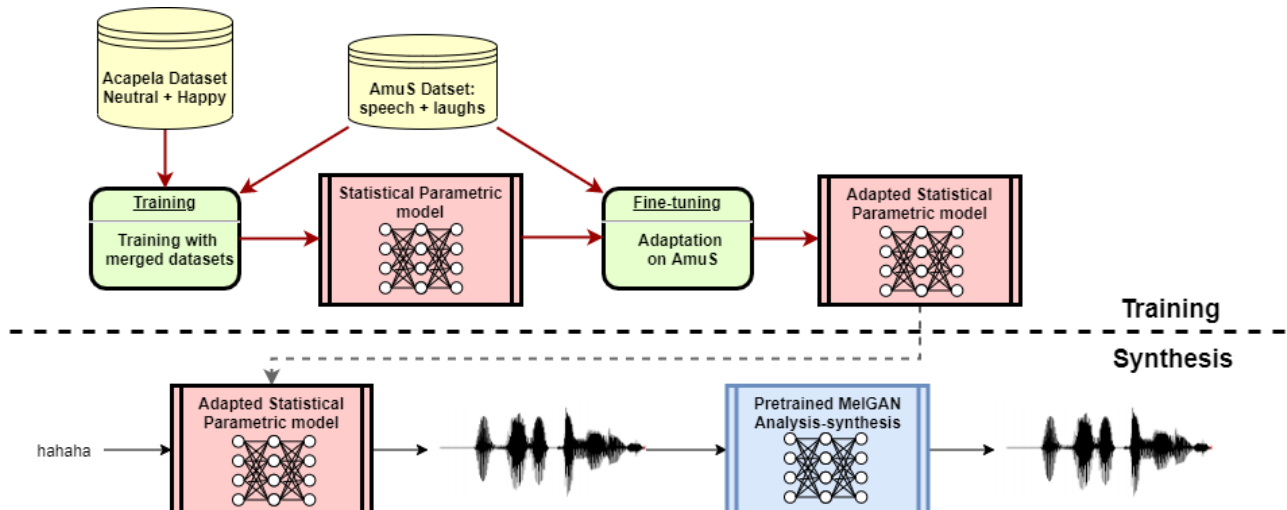 Acapela Dataset
Neutral + Happy
AmuS Datset:
speech + laughs
Training
Training with
merged datasets
Statistical Parametric
model
Fine-tuning
Adaptation
on AmuS
Adapted Statistical
Parametric model
Training
Synthesis
hahaha
Adapted Statistical
Parametric model
Pretrained MelGAN
Analysis-synthesis